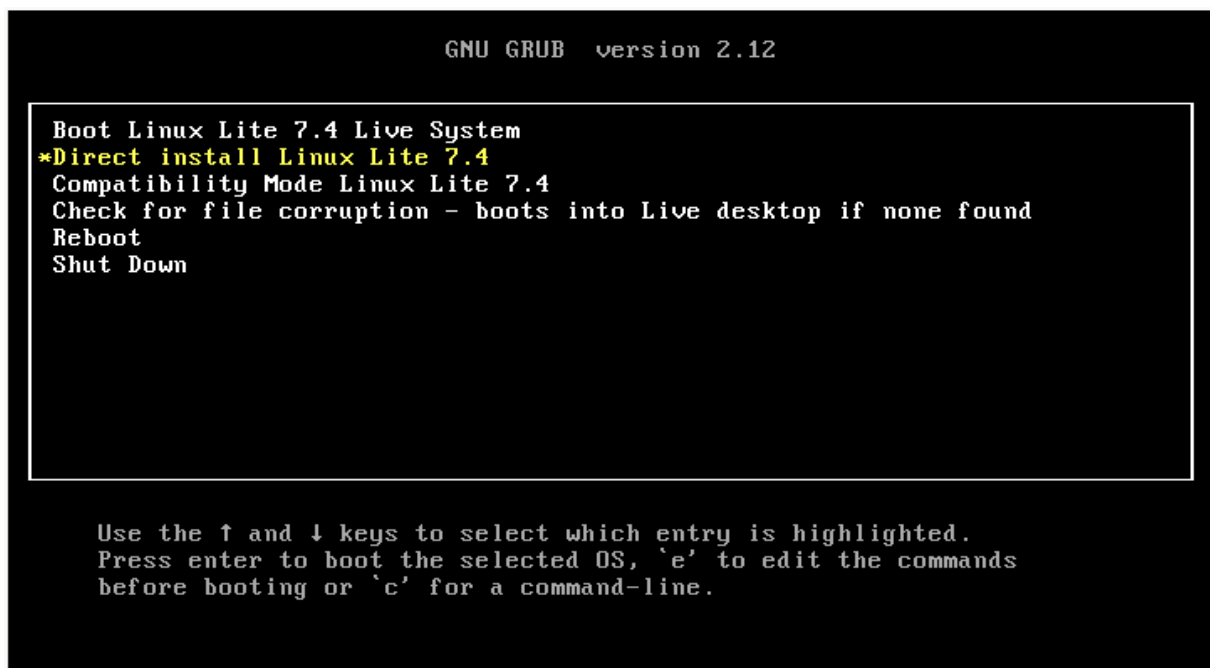 GNU GRUB  version 2.12
Boot Linux Lite 7.4 Live System
*Direct install Linux Lite 7.4
Compatibility Mode Linux Lite 7.4
Check for file corruption - boots into Live desktop if none found
Reboot
Shut Down
Use the ↑ and ↓ keys to select which entry is highlighted.
Press enter to boot the selected OS, `e' to edit the commands
before booting or `c' for a command-line.